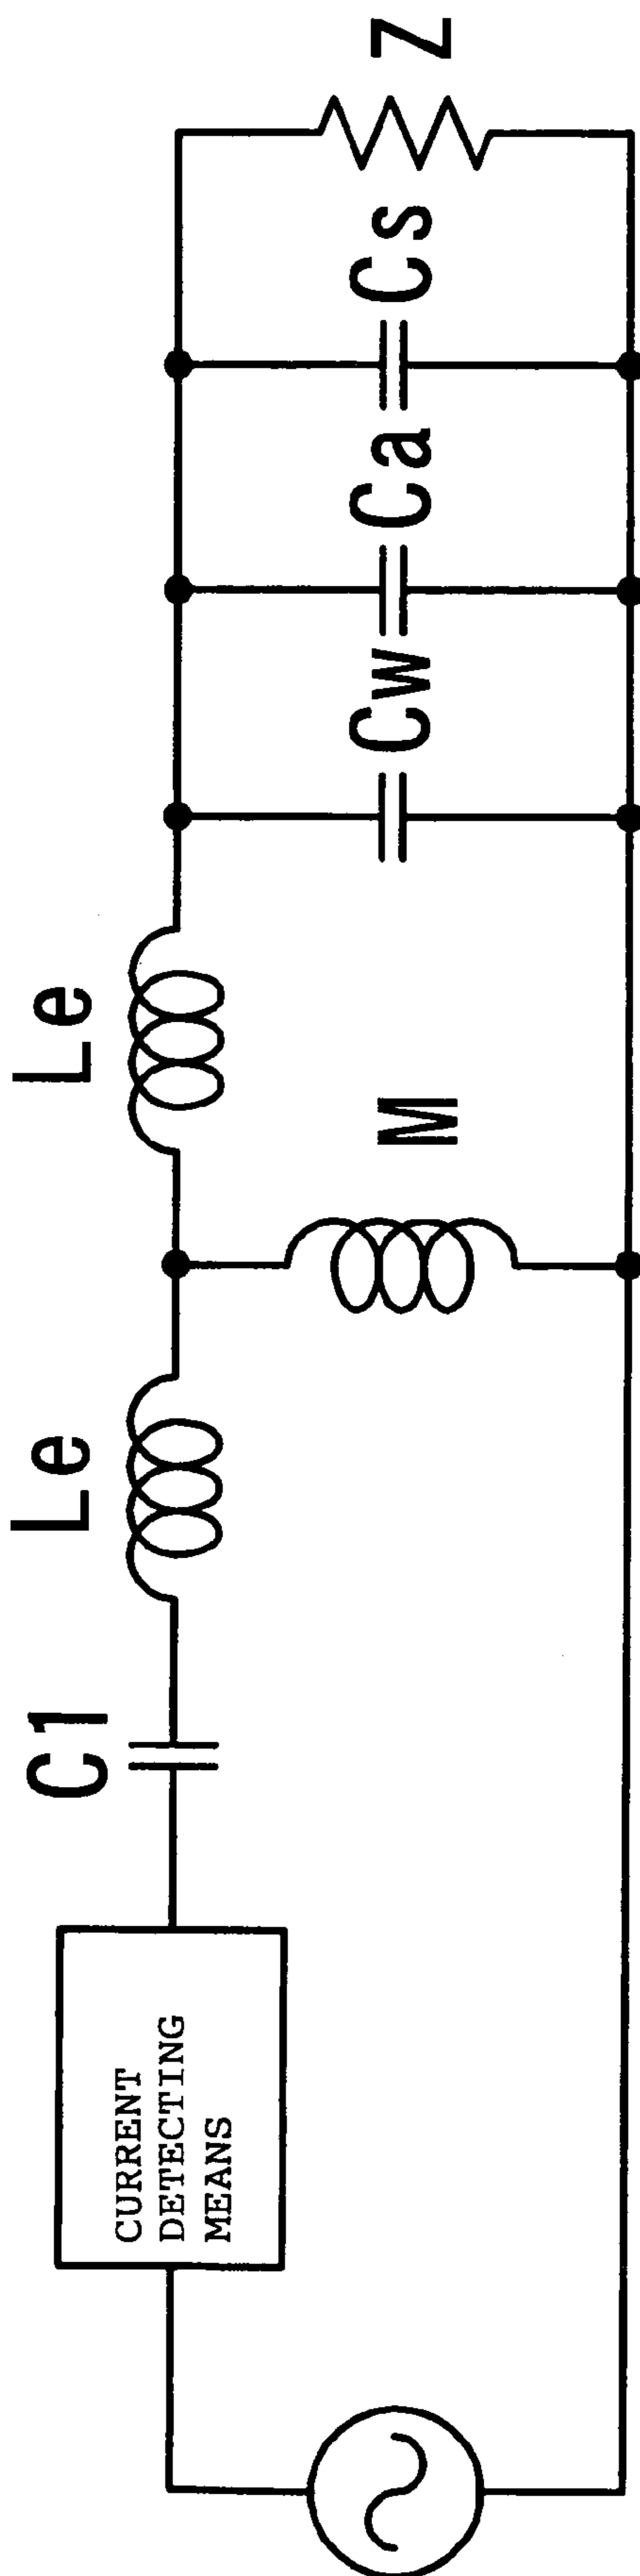 CURRENT
DETECTING
MEANS
C1
Le
Le
M
Cw
Ca
Cs
Z